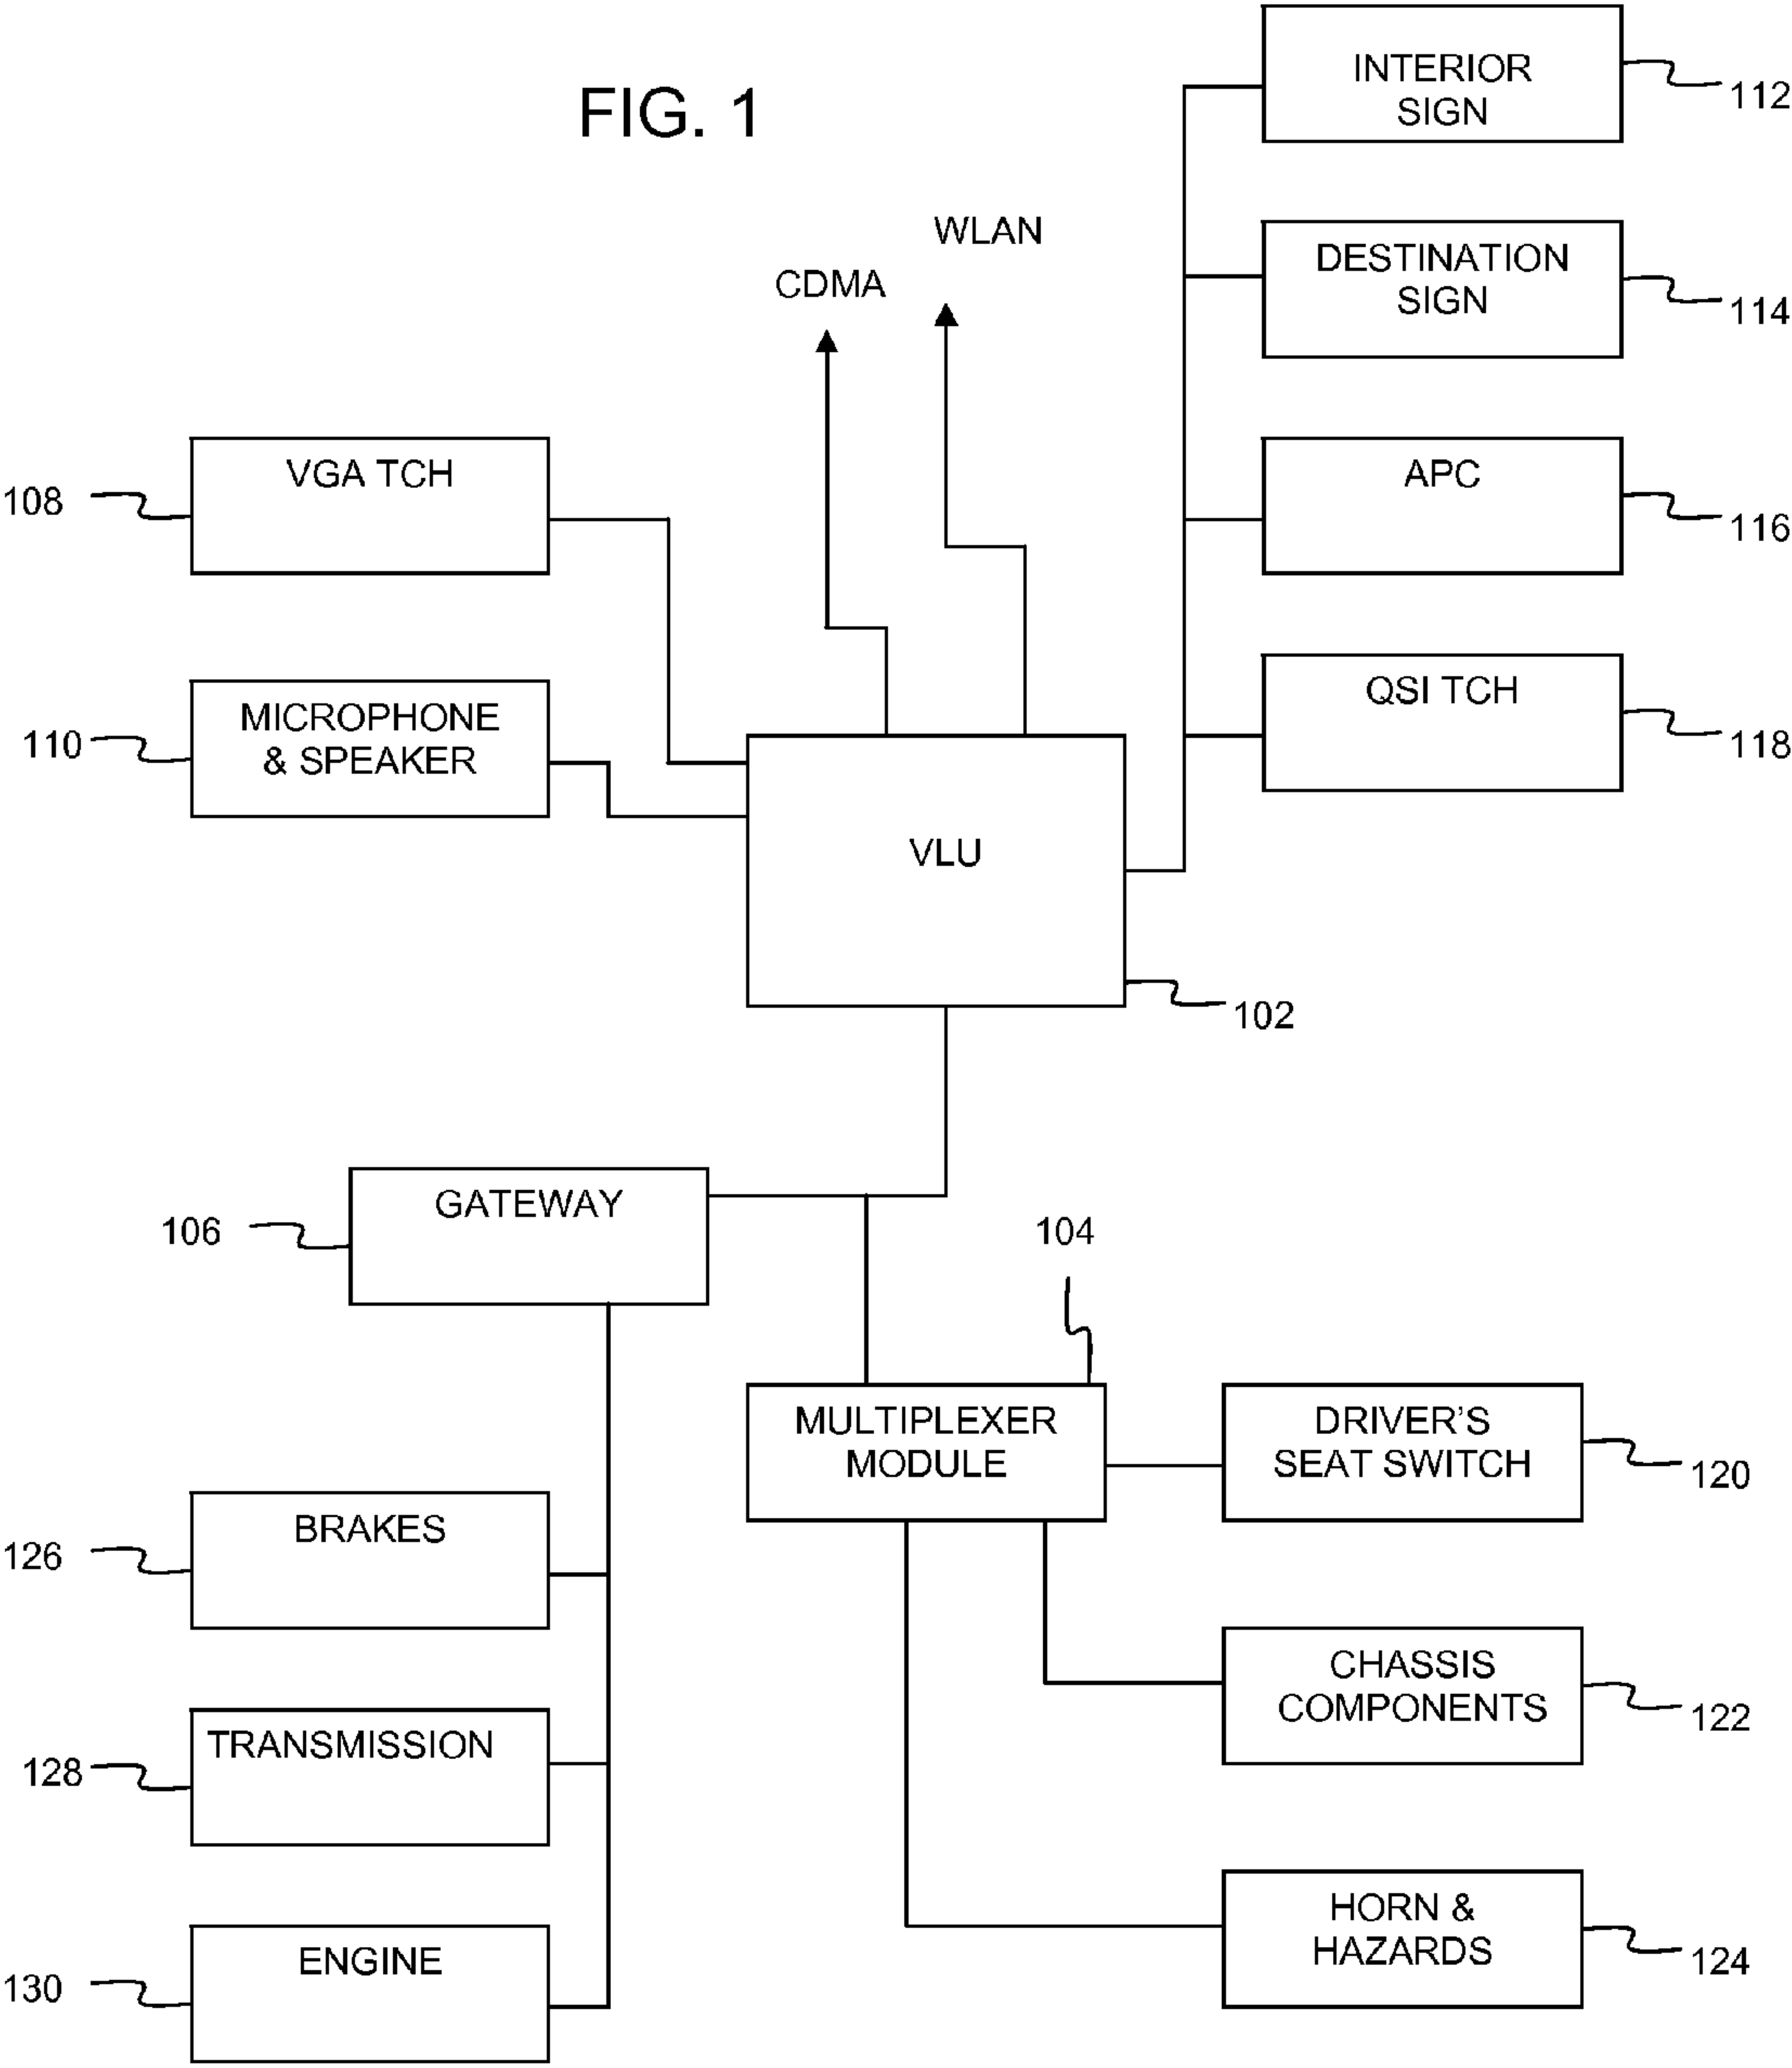 FIG. 1
INTERIOR
SIGN
112
WLAN
CDMA
DESTINATION
SIGN
114
VGA TCH
108
APC
116
MICROPHONE
& SPEAKER
110
QSI TCH
118
VLU
102
GATEWAY
106
104
MULTIPLEXER
MODULE
DRIVER’S
SEAT SWITCH
120
BRAKES
126
CHASSIS
COMPONENTS
122
TRANSMISSION
128
HORN &
HAZARDS
124
ENGINE
130